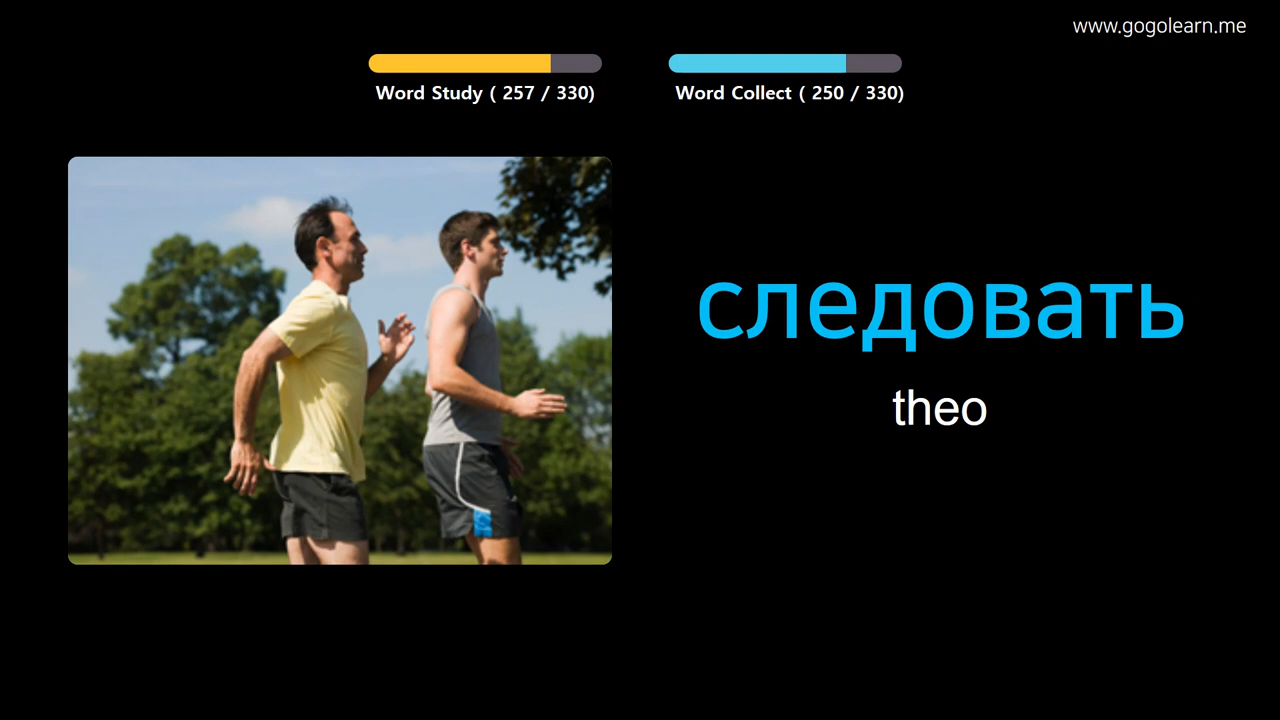 www.gogolearn.me
Word Study ( 257 / 330)
Word Collect ( 250 / 330)
следовать
theo